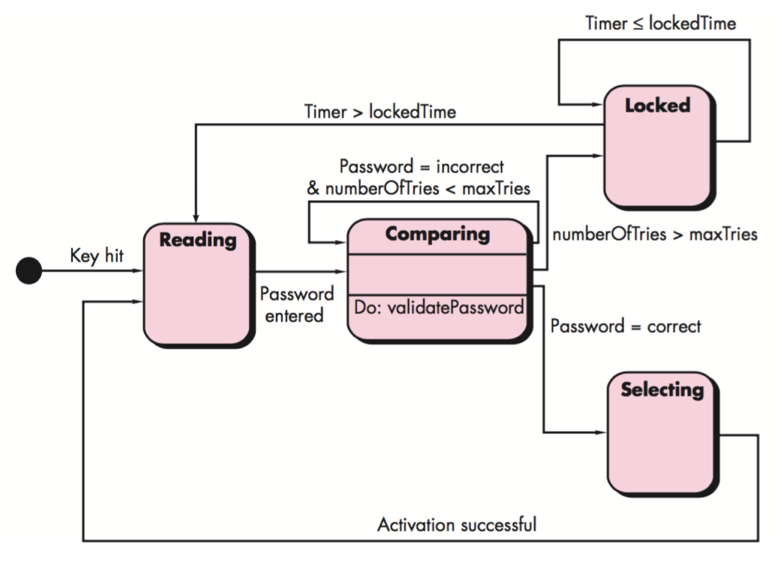 Timer ≤ lockedTime
Locked
Timer > lockedTime
Password = incorrect
& numberOfTries < maxTries
Reading
Comparing
numberOfTries > maxTries
Key hit
Password
entered
Do: validatePassword
Password = correct
Selecting
Activation successful